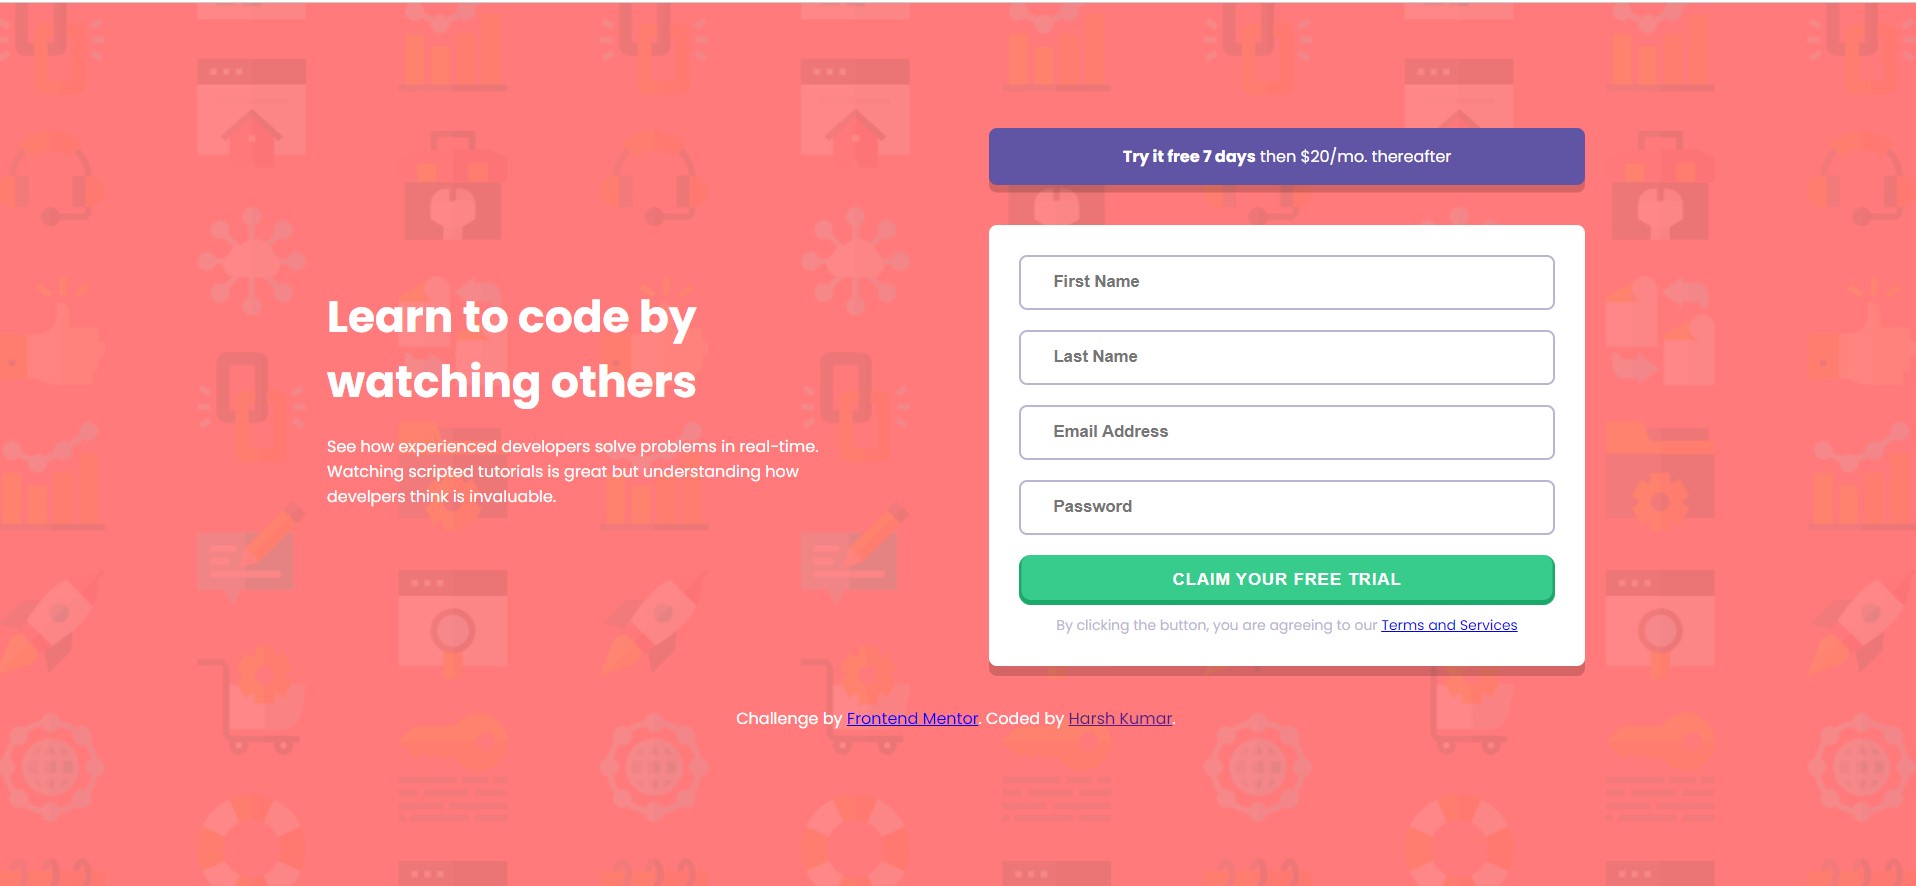 Learn to code by
watching others
See how experienced developers solve problems in real-time.
Watching scripted tutorials is great but understanding how
develpers think is invaluable.
Try it free 7 days then $20/mo. thereafter
First Name
Last Name
Email Address
Password
CLAIM YOUR FREE TRIAL
By clicking the button, you are agreeing to our Terms and Services
Challenge by Frontend Mentor. Coded by Harsh Kumar.